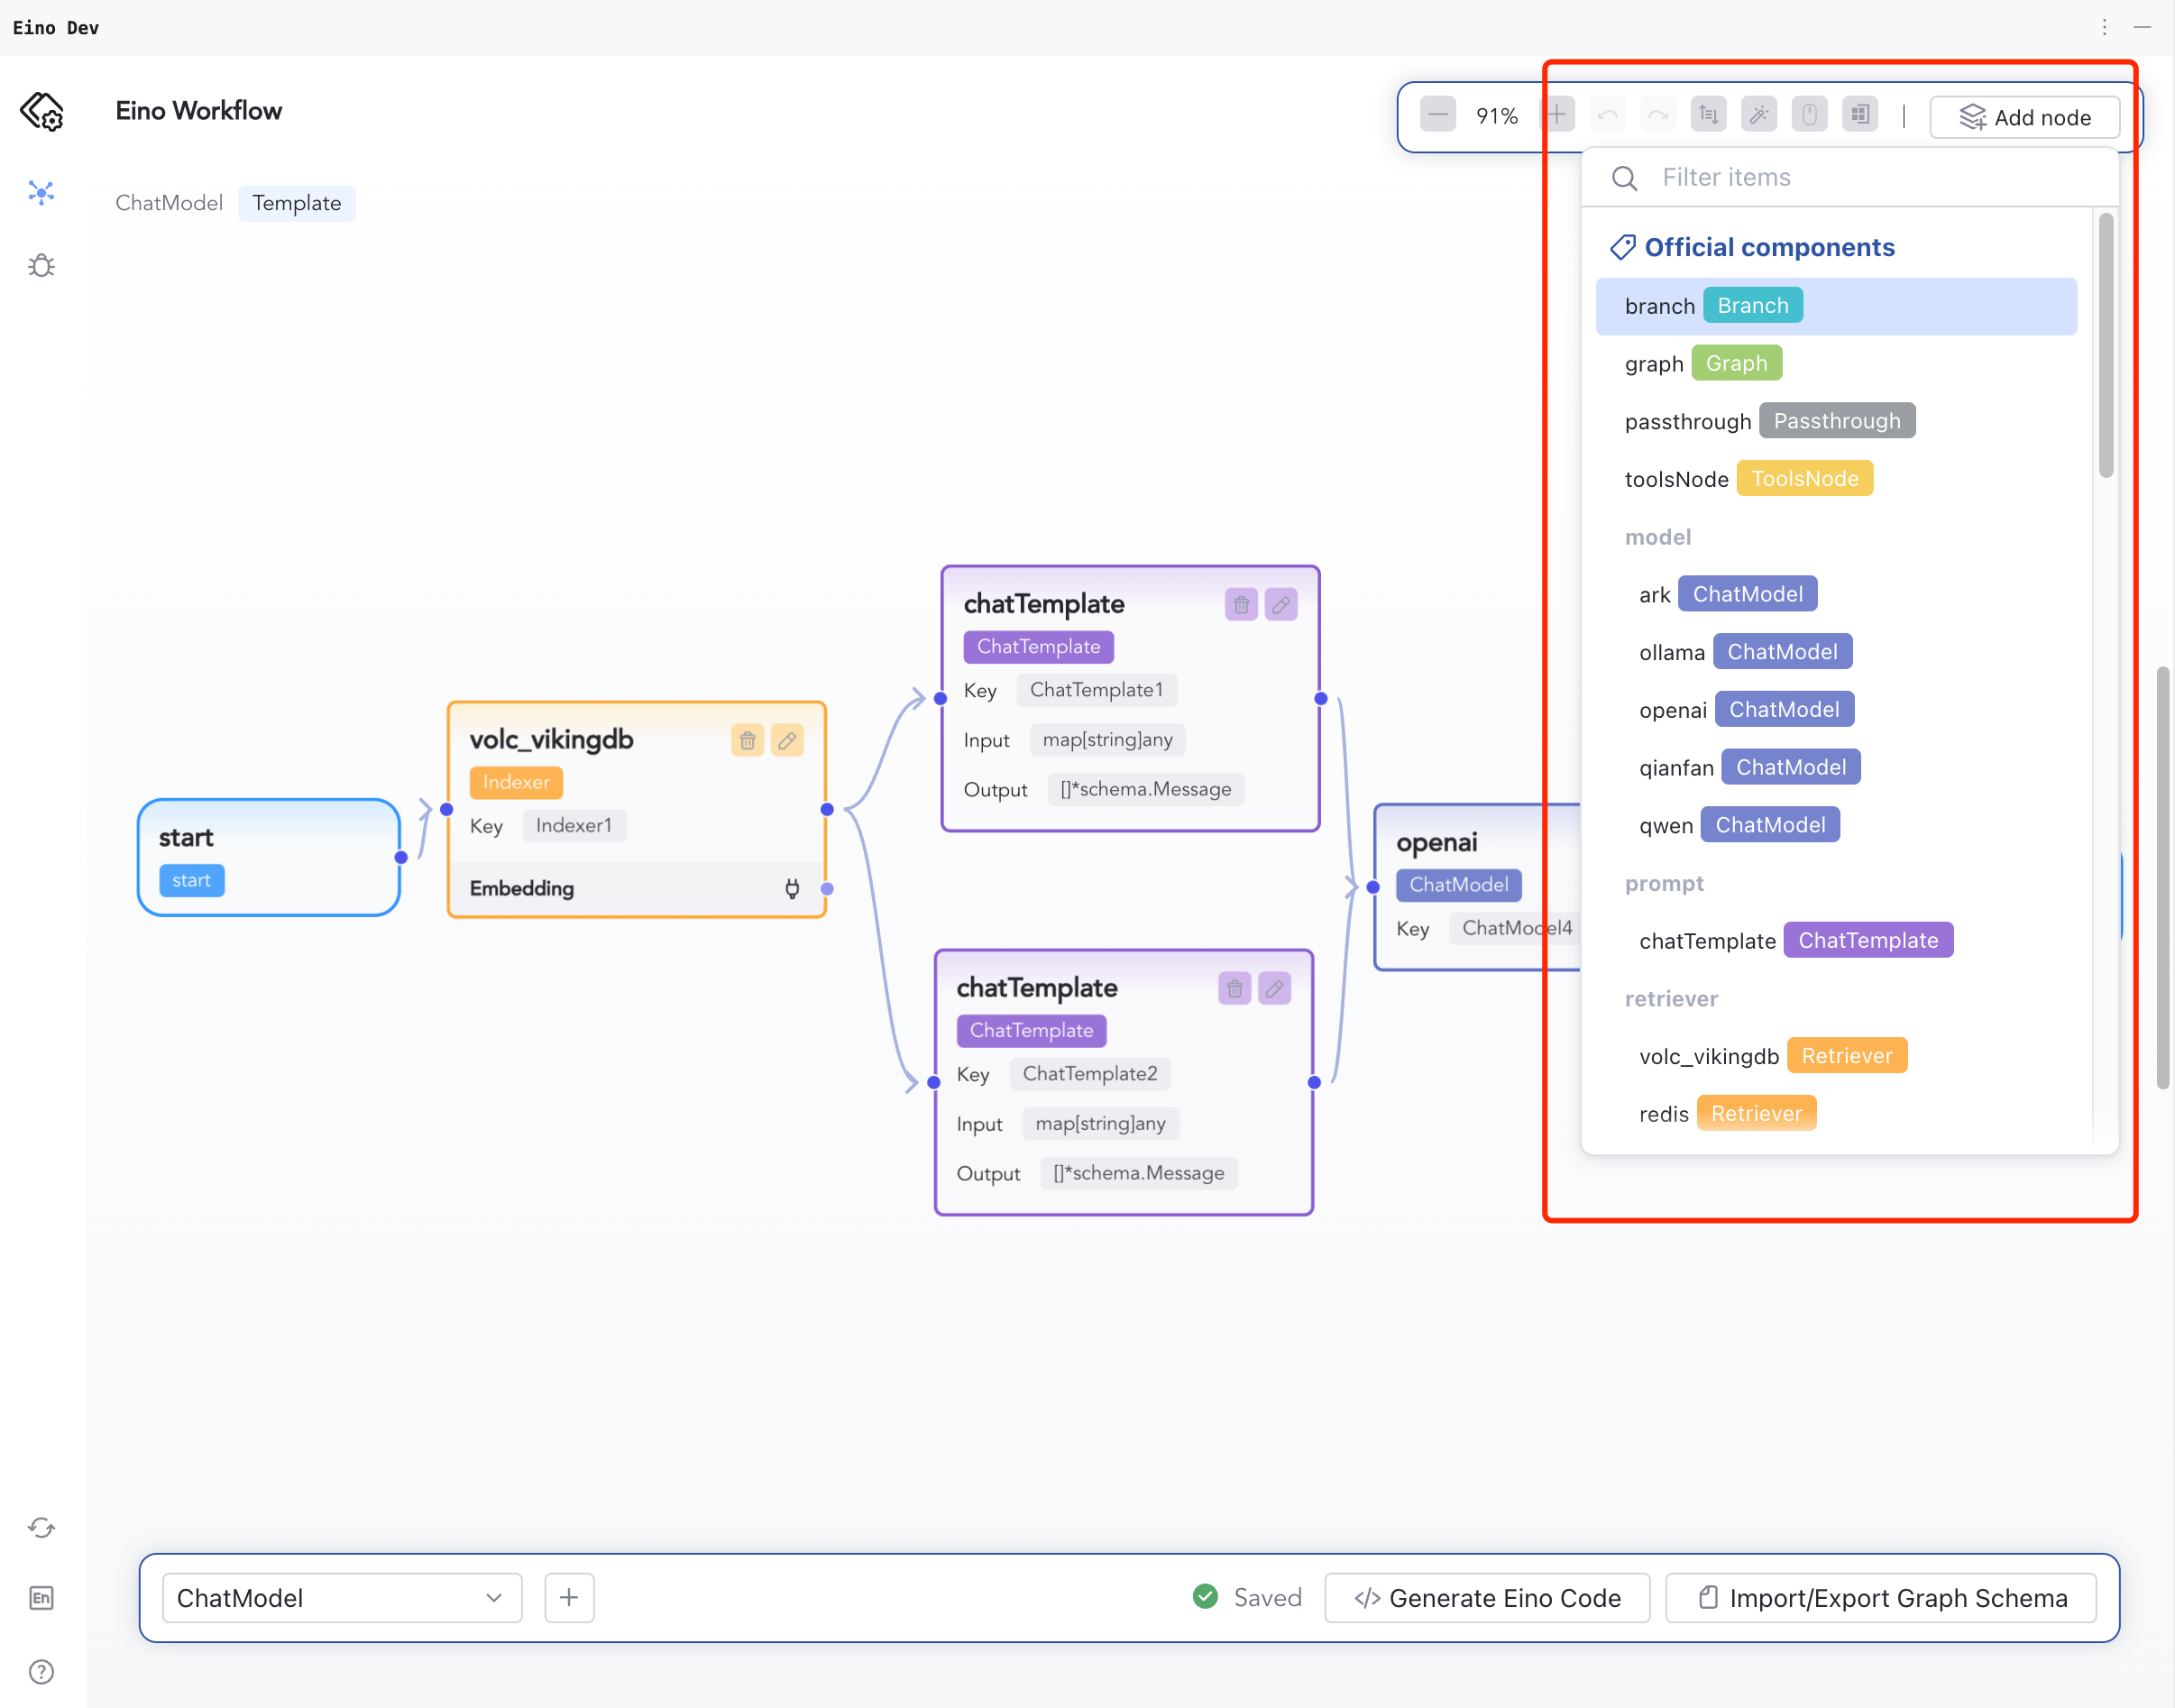 Eino Dev
Eino Workflow
91%
Add node
ChatModel Template
Filter items
Official components
branch Branch
graph Graph
passthrough Passthrough
toolsNode ToolsNode
model
ark ChatModel
ollama ChatModel
openai ChatModel
qianfan ChatModel
qwen ChatModel
prompt
chatTemplate ChatTemplate
retriever
volc_vikingdb Retriever
redis Retriever
start
start
volc_vikingdb
Indexer
Key Indexer1
Embedding
chatTemplate
ChatTemplate
Key ChatTemplate1
Input map[string]any
Output []*schema.Message
chatTemplate
ChatTemplate
Key ChatTemplate2
Input map[string]any
Output []*schema.Message
openai
ChatModel
Key ChatModel4
En
ChatModel
Saved
</> Generate Eino Code
Import/Export Graph Schema